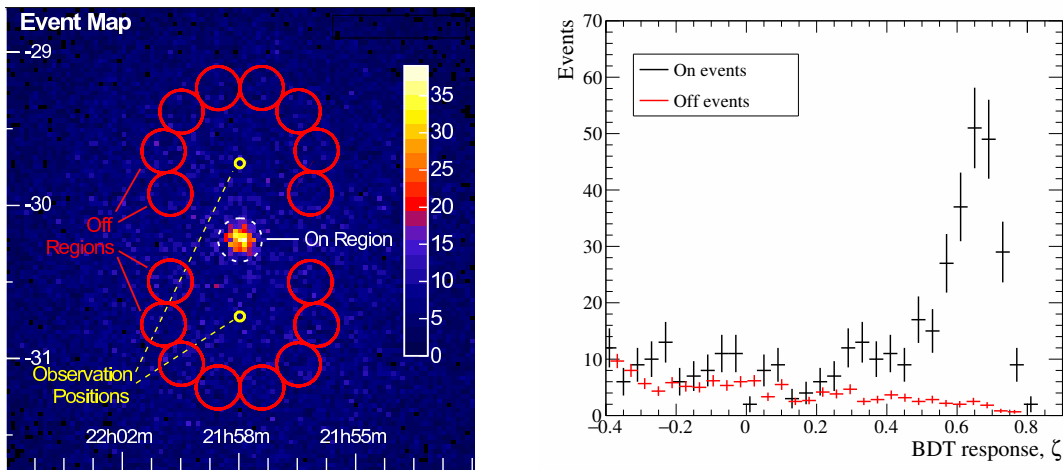 Event Map
-29
-30
-31
Off
Regions
On Region
Observation
Positions
35
30
25
20
15
10
5
0
22h02m
21h58m
21h55m
Events
70
60
50
40
30
20
10
0
On events
Off events
−0.4
−0.2
0
0.2
0.4
0.6
0.8
BDT response, ζ